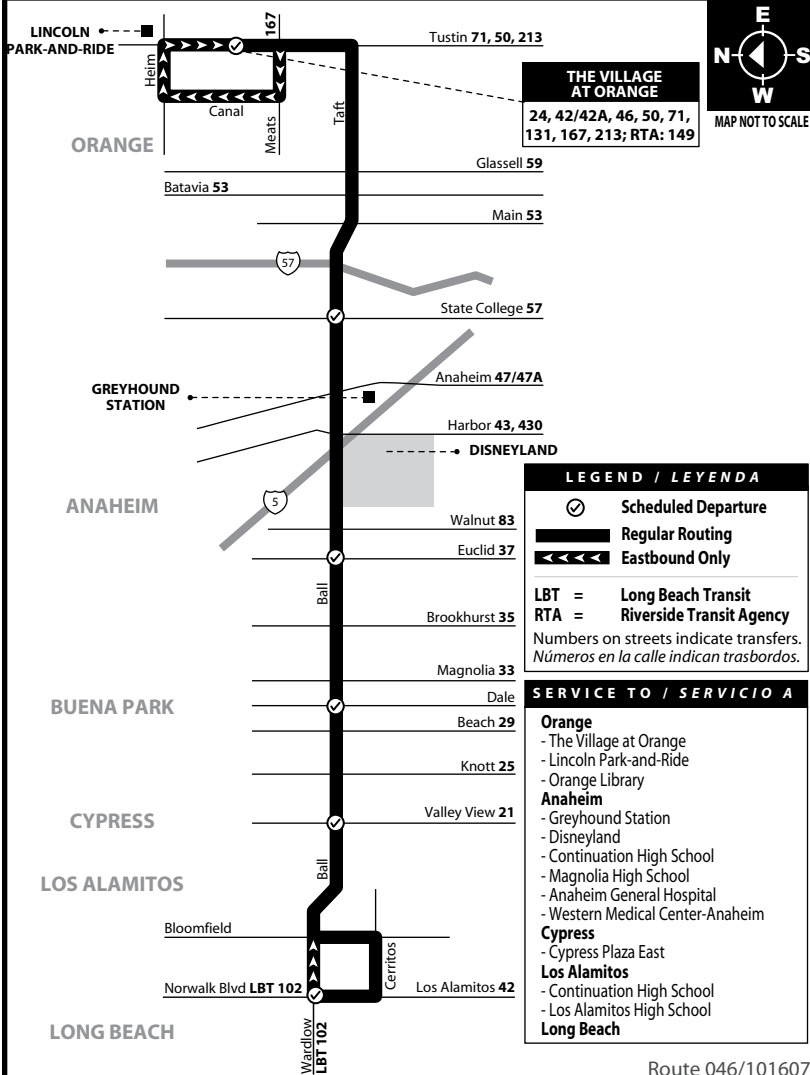 LINCOLN
PARK-AND-RIDE
167
Tustin 71, 50, 213
E
N
S
W
MAP NOT TO SCALE
Heim
Canal
Meats
Taft
THE VILLAGE
AT ORANGE
24, 42/42A, 46, 50, 71,
131, 167, 213; RTA: 149
ORANGE
Glassell 59
Batavia 53
Main 53
57
State College 57
Anaheim 47/47A
GREYHOUND
STATION
Harbor 43, 430
DISNEYLAND
ANAHEIM
5
Walnut 83
Euclid 37
Ball
Brookhurst 35
Magnolia 33
BUENA PARK
Dale
Beach 29
Knott 25
CYPRESS
Valley View 21
Ball
LOS ALAMITOS
Bloomfield
Cerritos
Norwalk Blvd LBT 102
Los Alamitos 42
LONG BEACH
Wardlow
LBT 102
LEGEND / LEYENDA
Scheduled Departure
Regular Routing
Eastbound Only
LBT = Long Beach Transit
RTA = Riverside Transit Agency
Numbers on streets indicate transfers.
Números en la calle indican trasbordos.
SERVICE TO / SERVICIO A
Orange
- The Village at Orange
- Lincoln Park-and-Ride
- Orange Library
Anaheim
- Greyhound Station
- Disneyland
- Continuation High School
- Magnolia High School
- Anaheim General Hospital
- Western Medical Center-Anaheim
Cypress
- Cypress Plaza East
Los Alamitos
- Continuation High School
- Los Alamitos High School
Long Beach
Route 046/101607